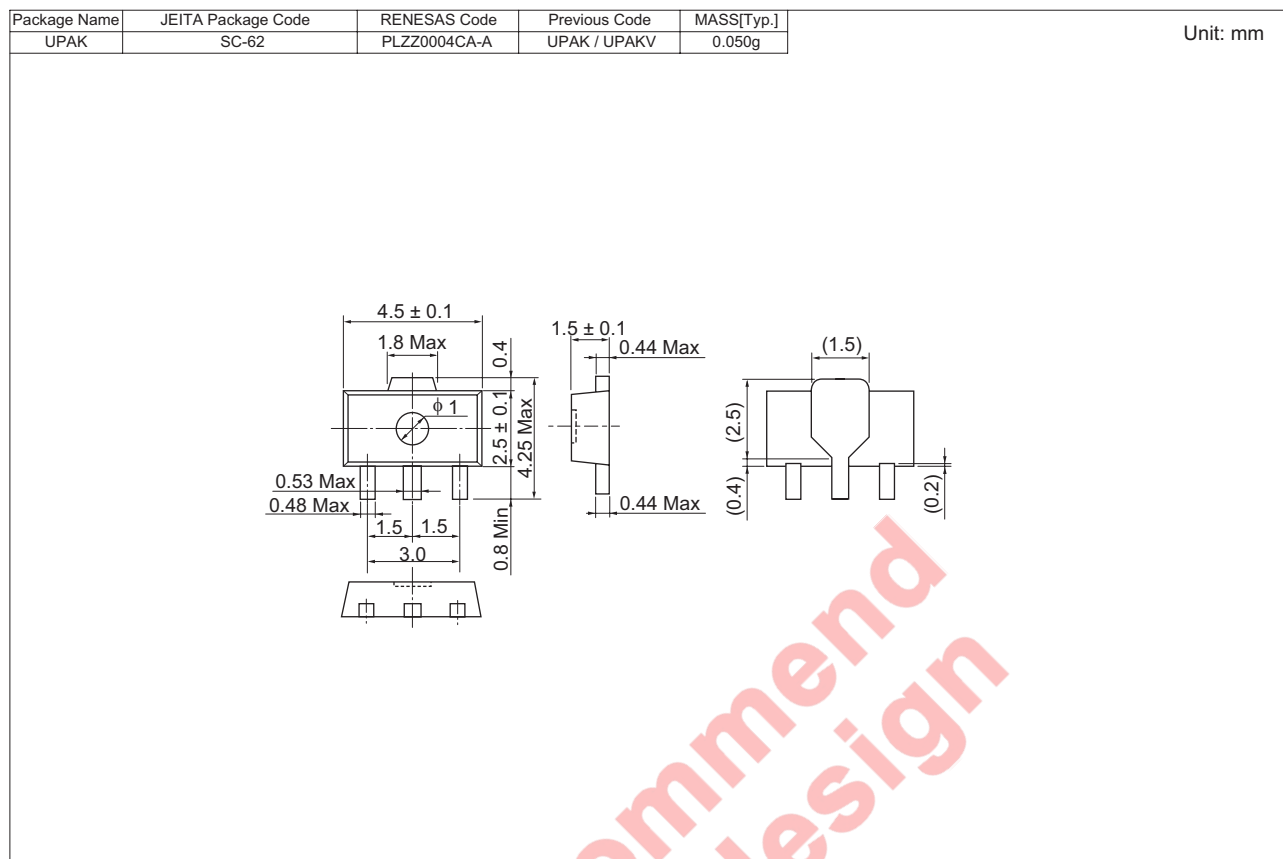 Package Name JEITA Package Code RENESAS Code Previous Code MASS[Typ.]
UPAK SC-62 PLZZ0004CA-A UPAK / UPAKV 0.050g
Unit: mm
4.5 ± 0.1
1.8 Max
0.4
φ 1
2.5 ± 0.1
4.25 Max
0.53 Max
0.48 Max
1.5
1.5
3.0
0.8 Min
1.5 ± 0.1
0.44 Max
0.44 Max
(1.5)
(2.5)
(0.4)
(0.2)
ommend
design